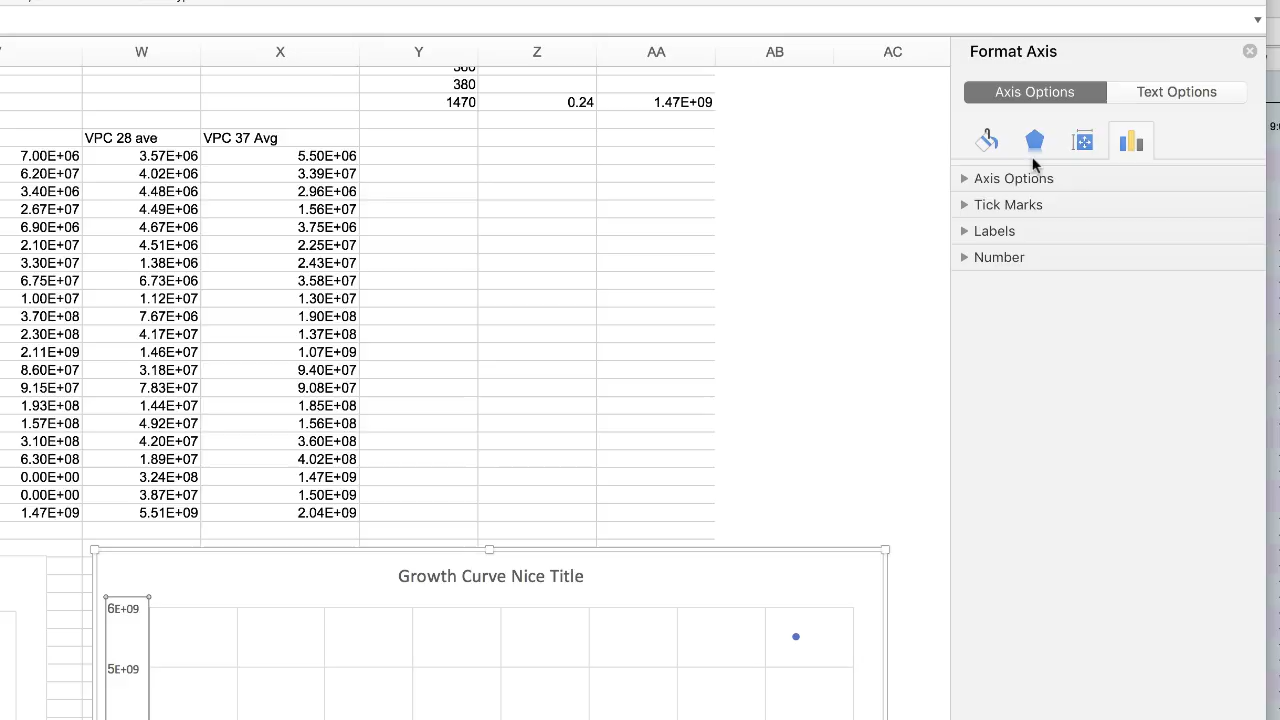 Format Axis
W X Y Z AA AB AC
Axis Options Text Options
380
1470 0.24 1.47E+09
9:0
VPC 28 ave VPC 37 Avg
7.00E+06 3.57E+06 5.50E+06
6.20E+07 4.02E+06 3.39E+07
3.40E+06 4.48E+06 2.96E+06
2.67E+07 4.49E+06 1.56E+07
6.90E+06 4.67E+06 3.75E+06
2.10E+07 4.51E+06 2.25E+07
3.30E+07 1.38E+06 2.43E+07
6.75E+07 6.73E+06 3.58E+07
1.00E+07 1.12E+07 1.30E+07
3.70E+08 7.67E+06 1.90E+08
2.30E+08 4.17E+07 1.37E+08
2.11E+09 1.46E+07 1.07E+09
8.60E+07 3.18E+07 9.40E+07
9.15E+07 7.83E+07 9.08E+07
1.93E+08 1.44E+07 1.85E+08
1.57E+08 4.92E+07 1.56E+08
3.10E+08 4.20E+07 3.60E+08
6.30E+08 1.89E+07 4.02E+08
0.00E+00 3.24E+08 1.47E+09
0.00E+00 3.87E+07 1.50E+09
1.47E+09 5.51E+09 2.04E+09
Axis Options
Tick Marks
Labels
Number
Growth Curve Nice Title
6E+09
5E+09